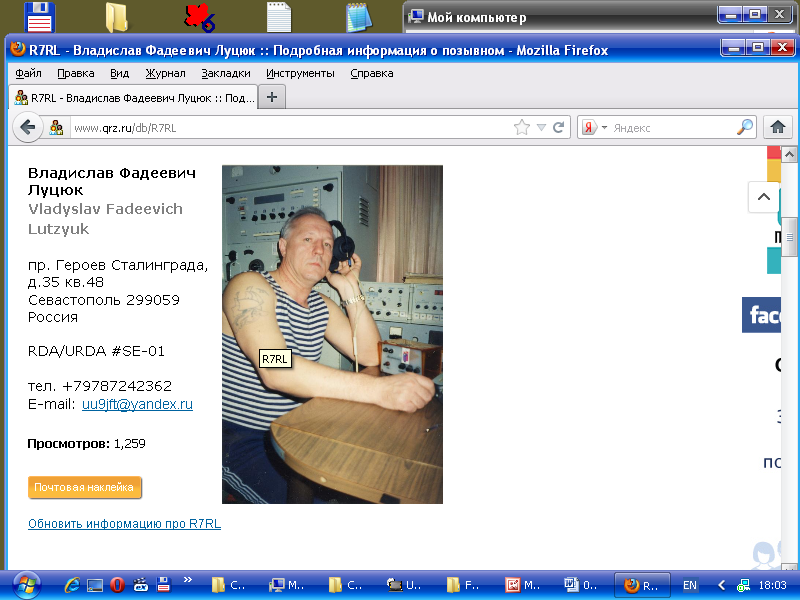 Мой компьютер
R7RL - Владислав Фадеевич Луцюк :: Подробная информация о позывном - Mozilla Firefox
Файл Правка Вид Журнал Закладки Инструменты Справка
R7RL - Владислав Фадеевич Луцюк :: Под...
www.qrz.ru/db/R7RL
Яндекс
Владислав Фадеевич
Луцюк
Vladyslav Fadeevich
Lutzyuk
пр. Героев Сталинграда,
д.35 кв.48
Севастополь 299059
Россия
RDA/URDA #SE-01
тел. +79787242362
E-mail: uu9jft@yandex.ru
Просмотров: 1,259
Почтовая наклейка
Обновить информацию про R7RL
R7RL
П
fac
по
С... М... С... U... F... М... 0... R... EN 18:03